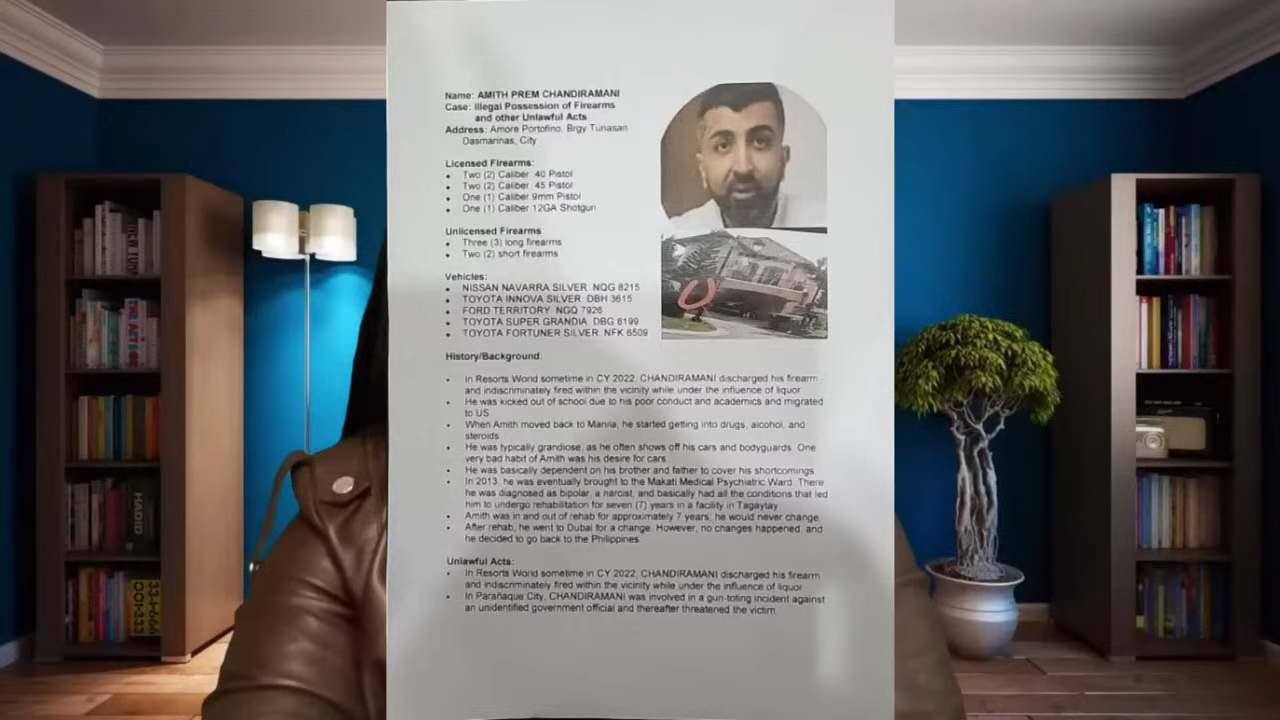 Name: AMITH PREM CHANDIRAMANI
Case: Illegal Possession of Firearms
and other Unlawful Acts
Address: Amore Portofino, Brgy Tunasan
Dasmarinas, City
Licensed Firearms:
Two (2) Caliber .40 Pistol
Two (2) Caliber .45 Pistol
One (1) Caliber 9mm Pistol
One (1) Caliber 12GA Shotgun
Unlicensed Firearms
Three (3) long firearms
Two (2) short firearms
Vehicles:
NISSAN NAVARRA SILVER NQG 8215
TOYOTA INNOVA SILVER DBH 3615
FORD TERRITORY NGQ 7926
TOYOTA SUPER GRANDIA DBG 8199
TOYOTA FORTUNER SILVER NFK 6509
History/Background:
In Resorts World sometime in CY 2022, CHANDIRAMANI discharged his firearm
and indiscriminately fired within the vicinity while under the influence of liquor
He was kicked out of school due to his poor conduct and academics and migrated
to US.
When Amith moved back to Manila, he started getting into drugs, alcohol, and
steroids.
He was typically grandiose, as he often shows off his cars and bodyguards. One
very bad habit of Amith was his desire for cars.
He was basically dependent on his brother and father to cover his shortcomings
In 2013, he was eventually brought to the Makati Medical Psychiatric Ward. There,
he was diagnosed as bipolar, a narcist, and basically had all the conditions that led
him to undergo rehabilitation for seven (7) years in a facility in Tagaytay
Amith was in and out of rehab for approximately 7 years; he would never change.
After rehab, he went to Dubai for a change. However, no changes happened, and
he decided to go back to the Philippines.
Unlawful Acts:
In Resorts World sometime in CY 2022, CHANDIRAMANI discharged his firearm
and indiscriminately fired within the vicinity while under the influence of liquor
In Parañaque City, CHANDIRAMANI was involved in a gun-toting incident against
an unidentified government official and thereafter threatened the victim.
HADID